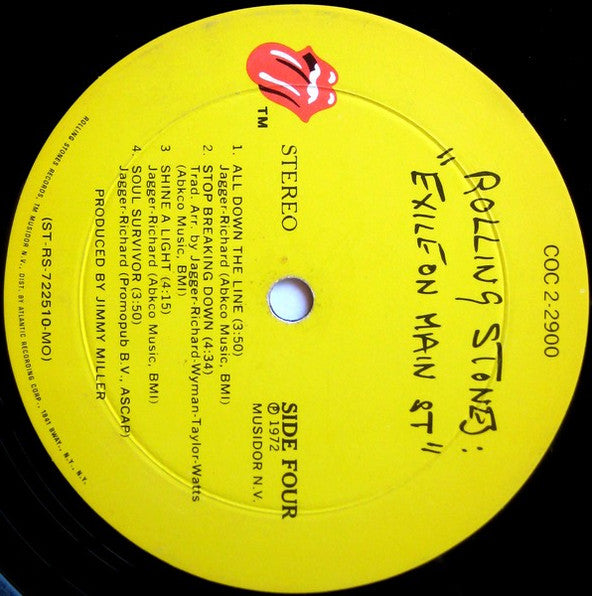 COC 2-2900
ROLLING STONES:
"EXILE ON MAIN ST"
TM
STEREO
SIDE FOUR
℗ 1972
MUSIDOR N.V.
1. ALL DOWN THE LINE (3:50)
Jagger-Richard (Abkco Music, BMI)
2. STOP BREAKING DOWN (4:34)
Trad. Arr. by Jagger-Richard-Wyman-Taylor-Watts
(Abkco Music, BMI)
3 SHINE A LIGHT (4:15)
Jagger-Richard (Abkco Music, BMI)
4. SOUL SURVIVOR (3:50)
Jagger-Richard (Promopub B.V., ASCAP)
PRODUCED BY JIMMY MILLER
(ST-RS-722510-MO)
ROLLING STONES RECORDS, TM MUSIDOR N.V., DIST. BY ATLANTIC RECORDING CORP., 1841 BWAY., N.Y., N.Y.